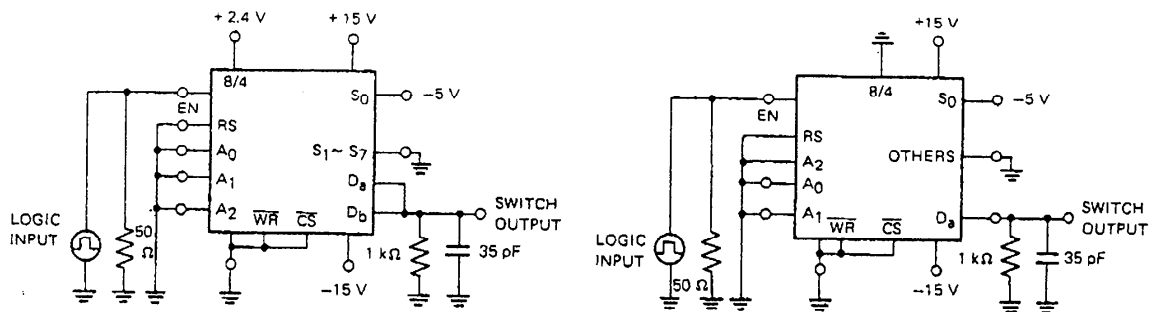 + 2.4 V
+ 15 V
8/4
EN
S0
−5 V
RS
A0
S1 ~ S7
A1
Da
A2
Db
WR
CS
SWITCH
OUTPUT
LOGIC
INPUT
50
Ω
1 kΩ
35 pF
−15 V
+15 V
8/4
EN
S0
−5 V
RS
A2
OTHERS
A0
A1
Da
WR
CS
SWITCH
OUTPUT
LOGIC
INPUT
50 Ω
1 kΩ
35 pF
−15 V